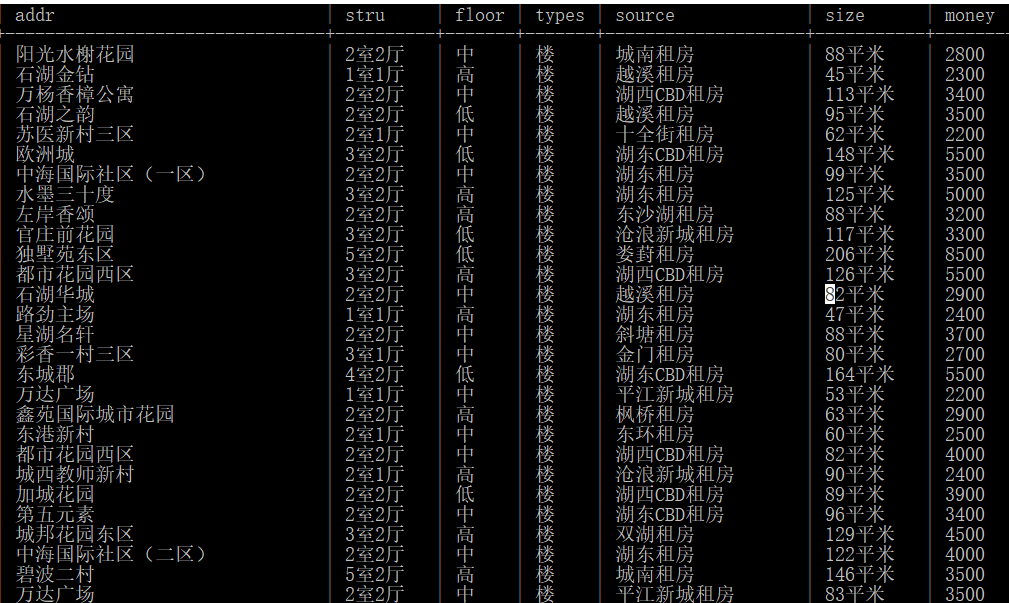 addr | stru | floor | types | source | size | money
阳光水榭花园 | 2室2厅 | 中 | 楼 | 城南租房 | 88平米 | 2800
石湖金钻 | 1室1厅 | 高 | 楼 | 越溪租房 | 45平米 | 2300
万杨香樟公寓 | 2室2厅 | 中 | 楼 | 湖西CBD租房 | 113平米 | 3400
石湖之韵 | 2室2厅 | 低 | 楼 | 越溪租房 | 95平米 | 3500
苏医新村三区 | 2室1厅 | 中 | 楼 | 十全街租房 | 62平米 | 2200
欧洲城 | 3室2厅 | 低 | 楼 | 湖东CBD租房 | 148平米 | 5500
中海国际社区（一区） | 2室2厅 | 中 | 楼 | 湖东租房 | 99平米 | 3500
水墨三十度 | 3室2厅 | 高 | 楼 | 湖东租房 | 125平米 | 5000
左岸香颂 | 2室2厅 | 高 | 楼 | 东沙湖租房 | 88平米 | 3200
官庄前花园 | 3室2厅 | 低 | 楼 | 沧浪新城租房 | 117平米 | 3300
独墅苑东区 | 5室2厅 | 低 | 楼 | 娄葑租房 | 206平米 | 8500
都市花园西区 | 3室2厅 | 高 | 楼 | 湖西CBD租房 | 126平米 | 5500
石湖华城 | 2室2厅 | 中 | 楼 | 越溪租房 | 82平米 | 2900
路劲主场 | 1室1厅 | 高 | 楼 | 湖东租房 | 47平米 | 2400
星湖名轩 | 2室2厅 | 中 | 楼 | 斜塘租房 | 88平米 | 3700
彩香一村三区 | 3室1厅 | 中 | 楼 | 金门租房 | 80平米 | 2700
东城郡 | 4室2厅 | 低 | 楼 | 湖东CBD租房 | 164平米 | 5500
万达广场 | 1室1厅 | 中 | 楼 | 平江新城租房 | 53平米 | 2200
鑫苑国际城市花园 | 2室2厅 | 高 | 楼 | 枫桥租房 | 63平米 | 2900
东港新村 | 2室1厅 | 中 | 楼 | 东环租房 | 60平米 | 2500
都市花园西区 | 2室2厅 | 中 | 楼 | 湖西CBD租房 | 82平米 | 4000
城西教师新村 | 2室1厅 | 高 | 楼 | 沧浪新城租房 | 90平米 | 2400
加城花园 | 2室2厅 | 低 | 楼 | 湖西CBD租房 | 89平米 | 3900
第五元素 | 2室2厅 | 中 | 楼 | 湖东CBD租房 | 96平米 | 3400
城邦花园东区 | 3室2厅 | 高 | 楼 | 双湖租房 | 129平米 | 4500
中海国际社区（二区） | 2室2厅 | 中 | 楼 | 湖东租房 | 122平米 | 4000
碧波二村 | 5室2厅 | 高 | 楼 | 城南租房 | 146平米 | 3500
万达广场 | 2室2厅 | 中 | 楼 | 平江新城租房 | 83平米 | 3500